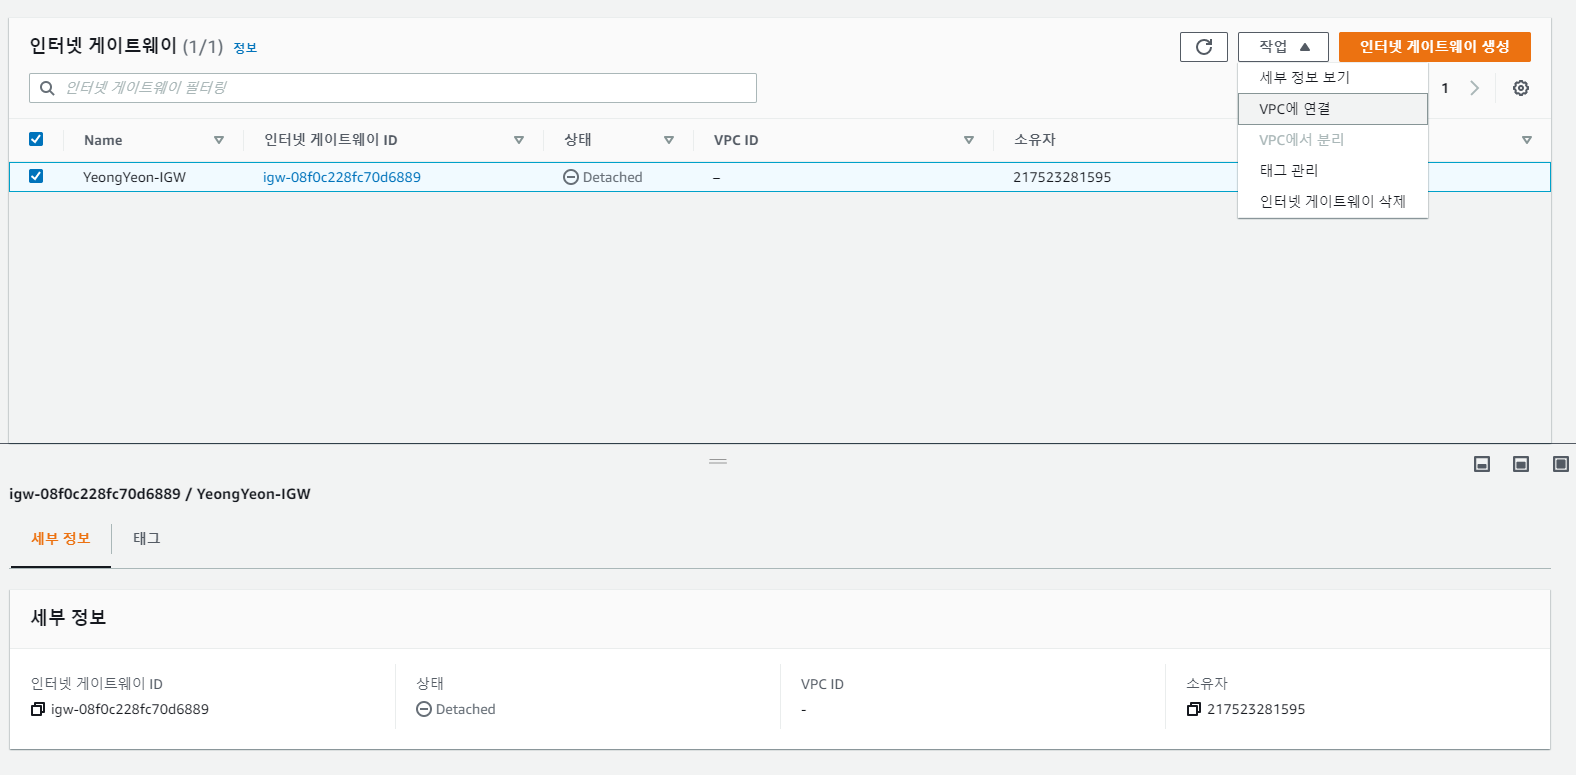 인터넷 게이트웨이 (1/1) 정보
작업
인터넷 게이트웨이 생성
인터넷 게이트웨이 필터링
세부 정보 보기
VPC에 연결
VPC에서 분리
태그 관리
인터넷 게이트웨이 삭제
1
Name 인터넷 게이트웨이 ID 상태 VPC ID 소유자
YeongYeon-IGW igw-08f0c228fc70d6889 Detached – 217523281595
igw-08f0c228fc70d6889 / YeongYeon-IGW
세부 정보 태그
세부 정보
인터넷 게이트웨이 ID 상태 VPC ID 소유자
igw-08f0c228fc70d6889 Detached - 217523281595